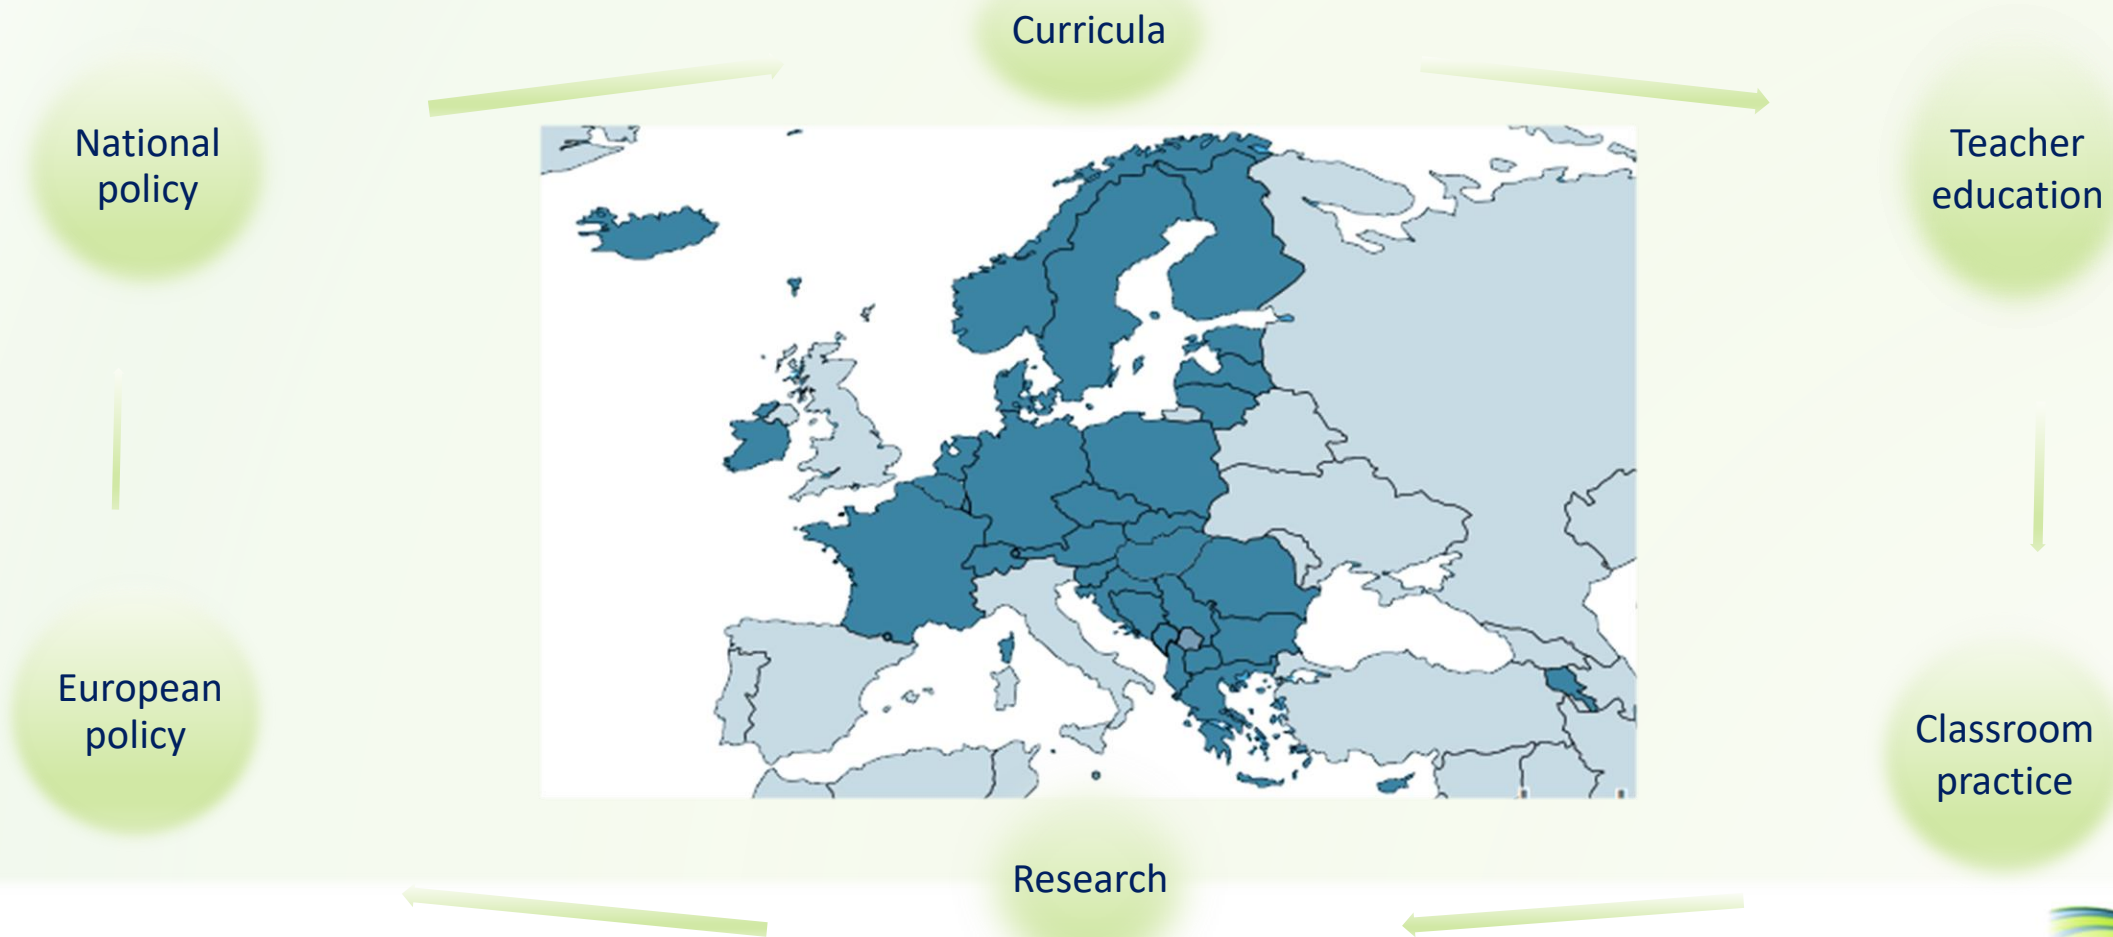 Curricula
National
policy
Teacher
education
European
policy
Classroom
practice
Research